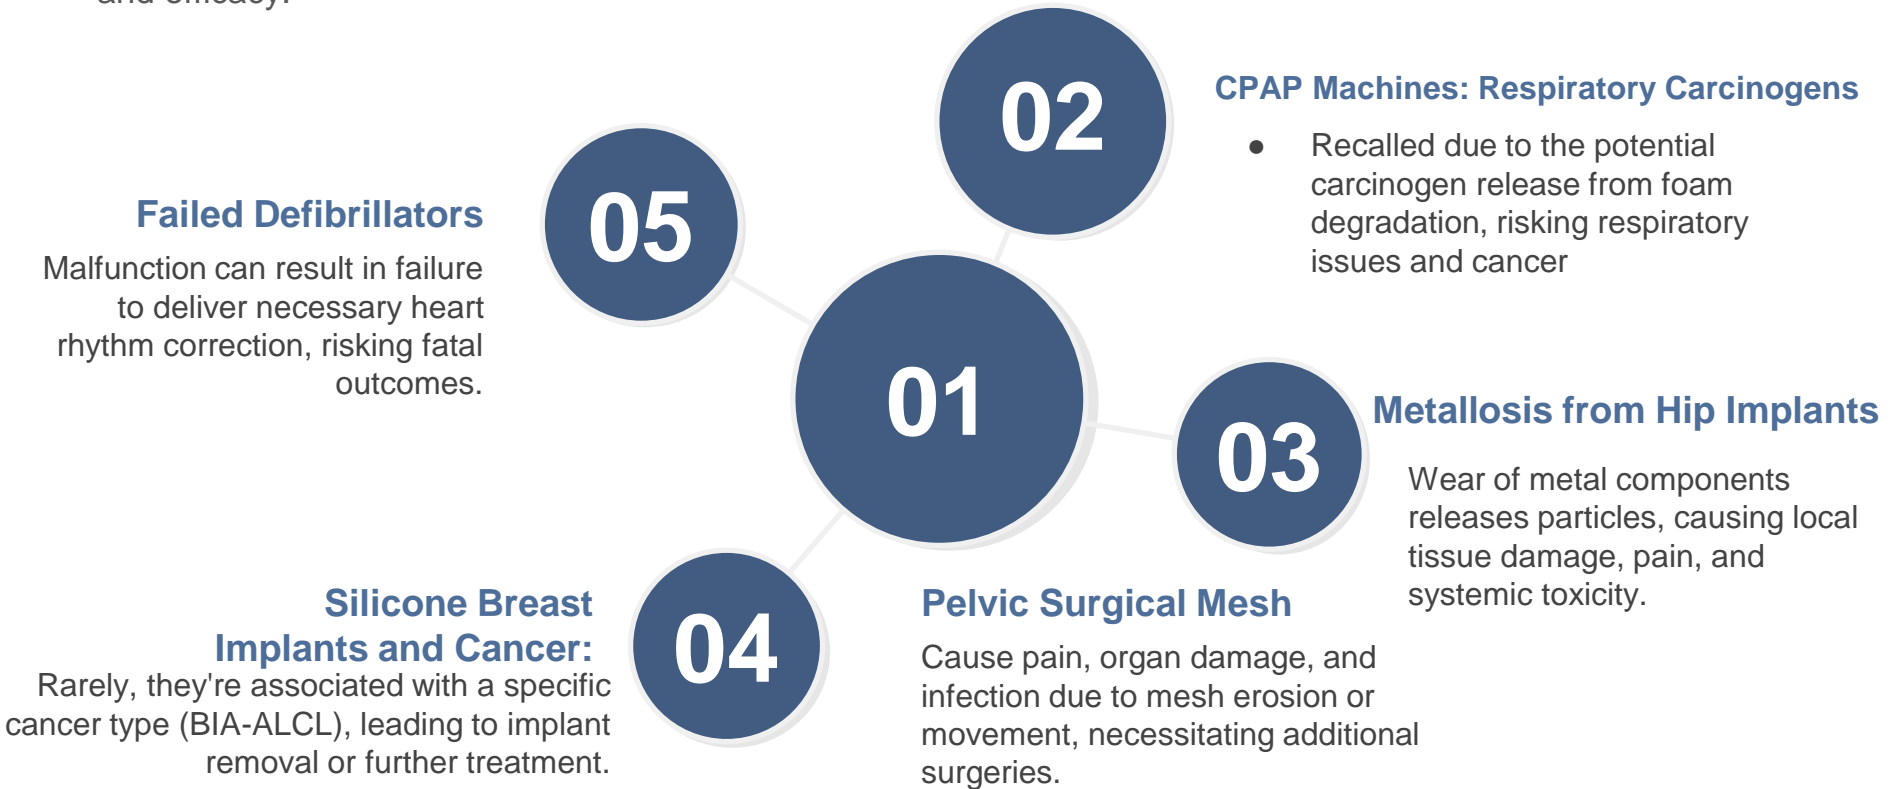 and efficacy.
02
CPAP Machines: Respiratory Carcinogens
● Recalled due to the potential
carcinogen release from foam
degradation, risking respiratory
issues and cancer
05
Failed Defibrillators
Malfunction can result in failure
to deliver necessary heart
rhythm correction, risking fatal
outcomes.
01
03
Metallosis from Hip Implants
Wear of metal components
releases particles, causing local
tissue damage, pain, and
systemic toxicity.
04
Silicone Breast
Implants and Cancer:
Rarely, they're associated with a specific
cancer type (BIA-ALCL), leading to implant
removal or further treatment.
Pelvic Surgical Mesh
Cause pain, organ damage, and
infection due to mesh erosion or
movement, necessitating additional
surgeries.